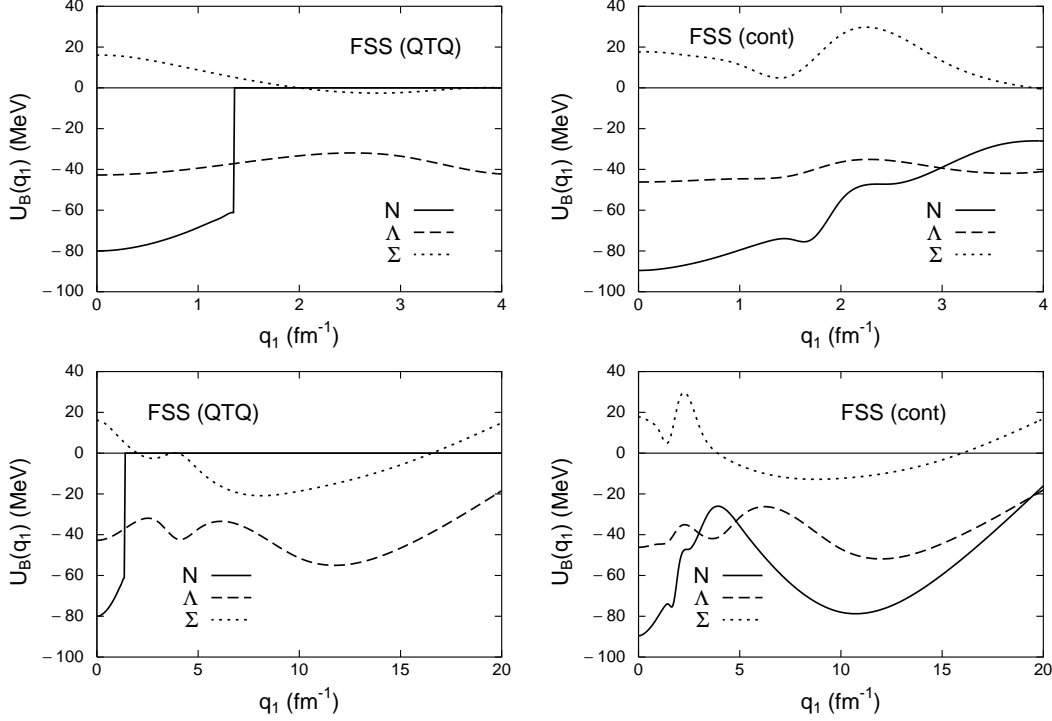 40
20
0
−20
−40
−60
−80
−100
0
1
2
3
4
U_B(q_1) (MeV)
q_1 (fm^-1)
FSS (QTQ)
N
Λ
Σ
40
20
0
−20
−40
−60
−80
−100
0
1
2
3
4
U_B(q_1) (MeV)
q_1 (fm^-1)
FSS (cont)
N
Λ
Σ
40
20
0
−20
−40
−60
−80
−100
0
5
10
15
20
U_B(q_1) (MeV)
q_1 (fm^-1)
FSS (QTQ)
N
Λ
Σ
40
20
0
−20
−40
−60
−80
−100
0
5
10
15
20
U_B(q_1) (MeV)
q_1 (fm^-1)
FSS (cont)
N
Λ
Σ